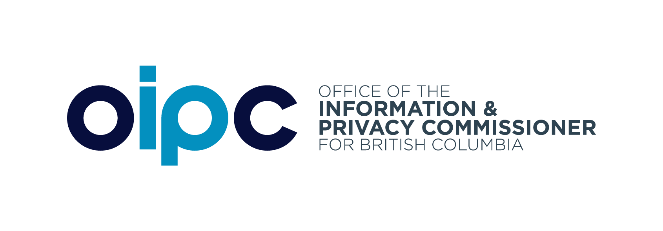 oipc
OFFICE OF THE
INFORMATION &
PRIVACY COMMISSIONER
FOR BRITISH COLUMBIA